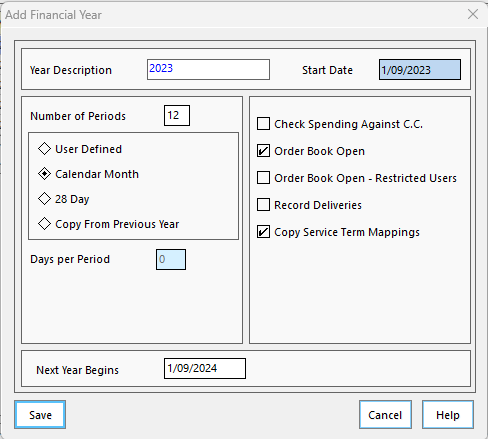 Add Financial Year
Year Description 2023 Start Date 1/09/2023
Number of Periods 12
User Defined
Calendar Month
28 Day
Copy From Previous Year
Days per Period 0
Check Spending Against C.C.
Order Book Open
Order Book Open - Restricted Users
Record Deliveries
Copy Service Term Mappings
Next Year Begins 1/09/2024
Save Cancel Help